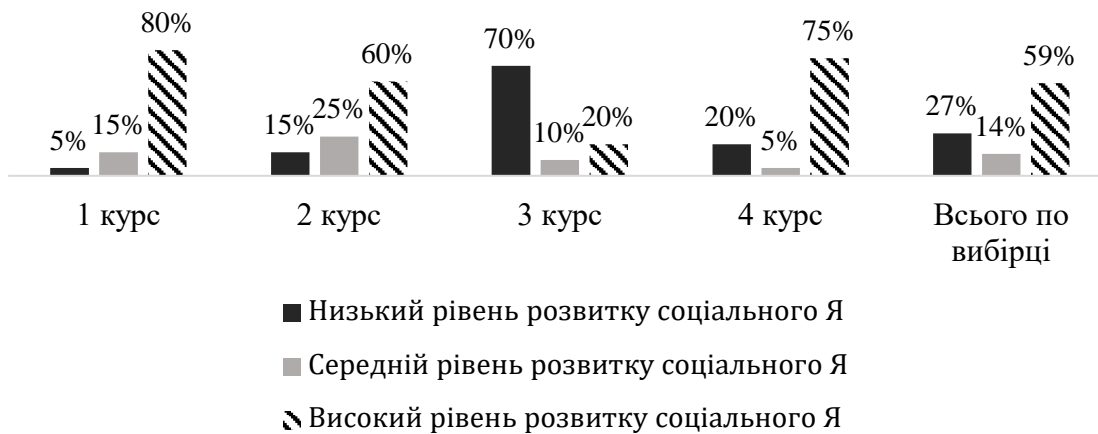 5% 15% 80%
15% 25% 60%
70% 10% 20%
20% 5% 75%
27% 14% 59%
1 курс
2 курс
3 курс
4 курс
Всього по
вибірці
Низький рівень розвитку соціального Я
Середній рівень розвитку соціального Я
Високий рівень розвитку соціального Я